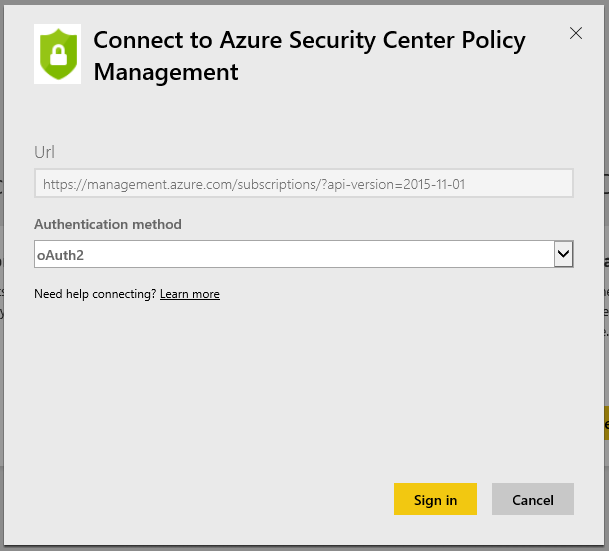 Connect to Azure Security Center Policy
Management
Url
https://management.azure.com/subscriptions/?api-version=2015-11-01
Authentication method
oAuth2
Need help connecting? Learn more
Sign in
Cancel